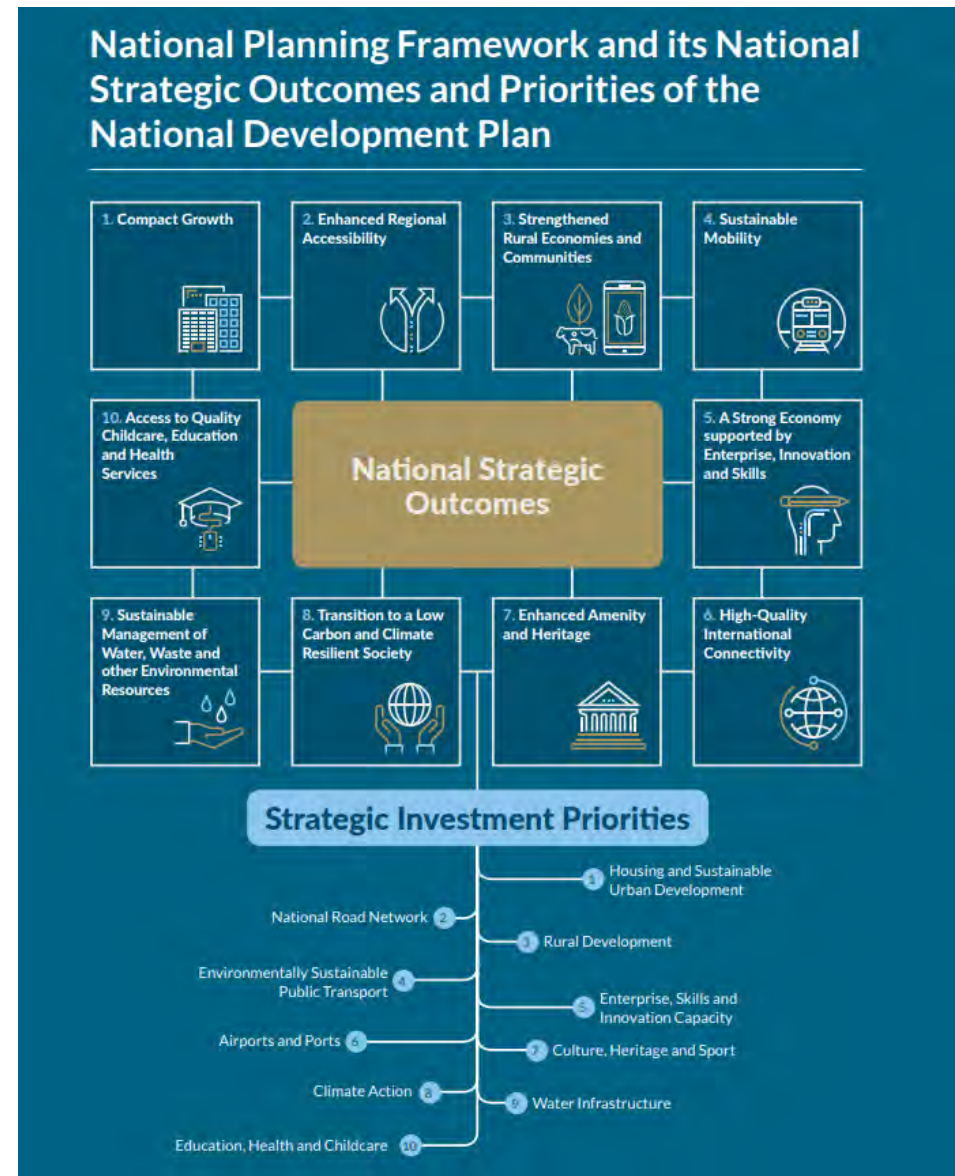 National Planning Framework and its National
Strategic Outcomes and Priorities of the
National Development Plan
1. Compact Growth
2. Enhanced Regional
Accessibility
3. Strengthened
Rural Economies and
Communities
4. Sustainable
Mobility
10. Access to Quality
Childcare, Education
and Health
Services
National Strategic
Outcomes
5. A Strong Economy
supported by
Enterprise, Innovation
and Skills
9. Sustainable
Management of
Water, Waste and
other Environmental
Resources
8. Transition to a Low
Carbon and Climate
Resilient Society
7. Enhanced Amenity
and Heritage
6. High-Quality
International
Connectivity
Strategic Investment Priorities
1 Housing and Sustainable
Urban Development
National Road Network 2
3 Rural Development
Environmentally Sustainable
Public Transport 4
5 Enterprise, Skills and
Innovation Capacity
Airports and Ports 6
7 Culture, Heritage and Sport
Climate Action 8
9 Water Infrastructure
Education, Health and Childcare 10